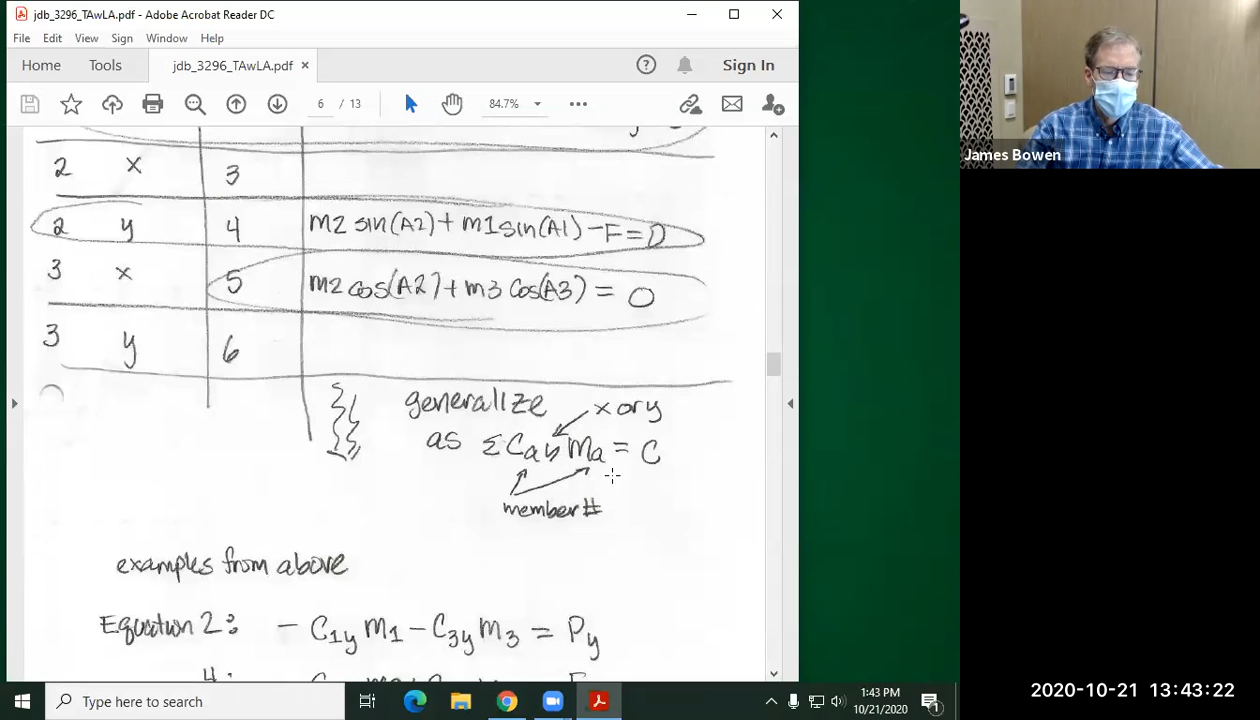 jdb_3296_TAwLA.pdf - Adobe Acrobat Reader DC
File Edit View Sign Window Help
Home Tools jdb_3296_TAwLA.pdf × Sign In
6 / 13 84.7%
2 x 3
2 y 4 m2 sin(A2) + m1 sin(A1) - F = D
3 x 5 m2 cos(A2) + m3 cos(A3) = 0
3 y 6
generalize x or y
as Σ Cab Ma = C
member #
examples from above
Equation 2: - C1y m1 - C3y m3 = Py
4:
James Bowen
Type here to search
1:43 PM
10/21/2020
1
2020-10-21 13:43:22